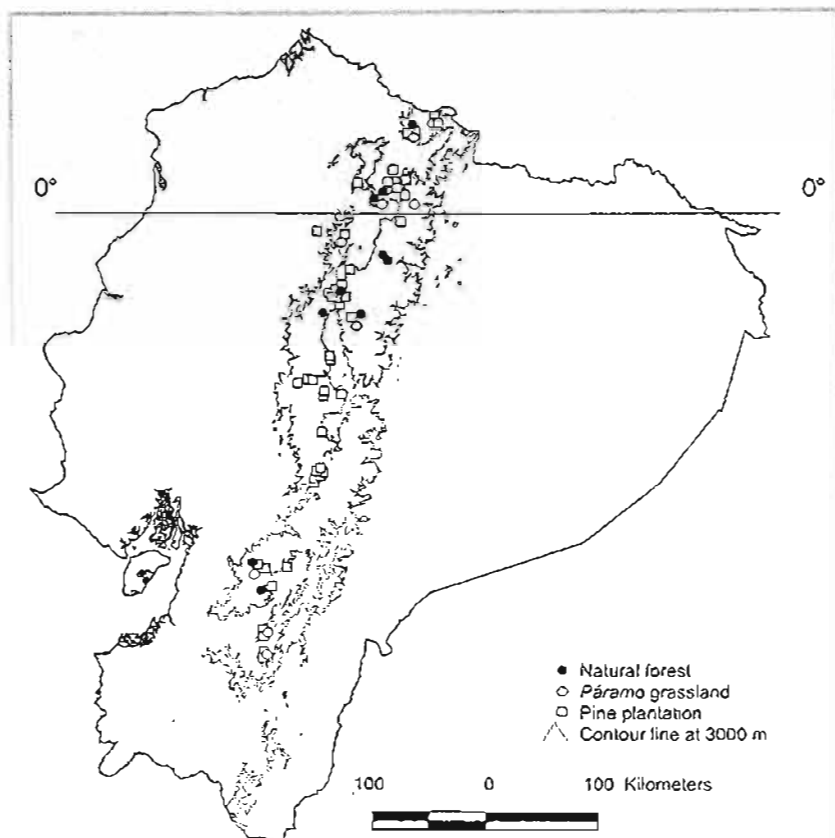 0° 0°
Natural forest
Páramo grassland
Pine plantation
Contour line at 3000 m
100 0 100 Kilometers